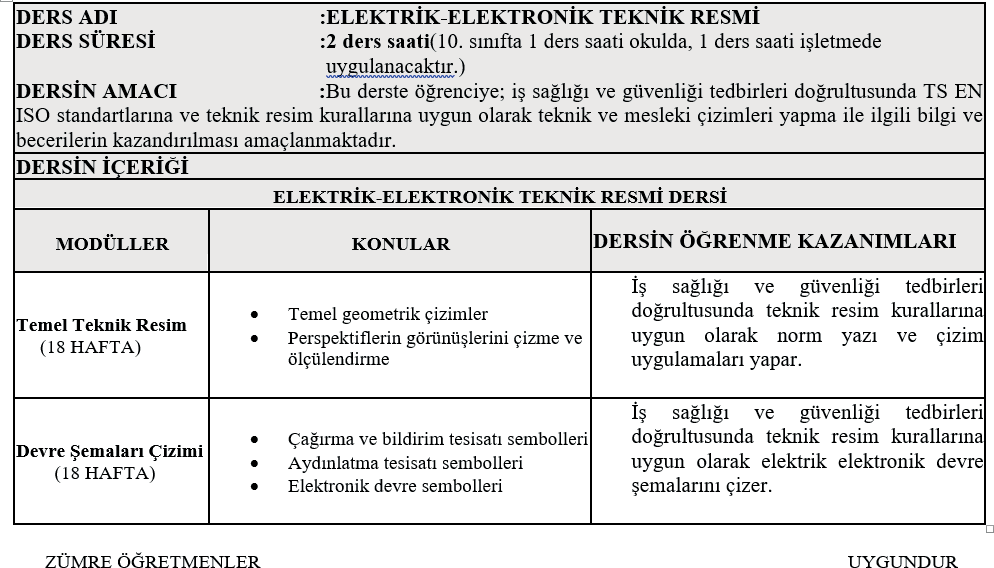 DERS ADI :ELEKTRİK-ELEKTRONİK TEKNİK RESMİ
DERS SÜRESİ :2 ders saati(10. sınıfta 1 ders saati okulda, 1 ders saati işletmede
uygulanacaktır.)
DERSİN AMACI :Bu derste öğrenciye; iş sağlığı ve güvenliği tedbirleri doğrultusunda TS EN
ISO standartlarına ve teknik resim kurallarına uygun olarak teknik ve mesleki çizimleri yapma ile ilgili bilgi ve
becerilerin kazandırılması amaçlanmaktadır.
DERSİN İÇERİĞİ
ELEKTRİK-ELEKTRONİK TEKNİK RESMİ DERSİ
MODÜLLER KONULAR DERSİN ÖĞRENME KAZANIMLARI
Temel Teknik Resim
(18 HAFTA)
• Temel geometrik çizimler
• Perspektiflerin görünüşlerini çizme ve
ölçülendirme
İş sağlığı ve güvenliği tedbirleri
doğrultusunda teknik resim kurallarına
uygun olarak norm yazı ve çizim
uygulamaları yapar.
Devre Şemaları Çizimi
(18 HAFTA)
• Çağırma ve bildirim tesisatı sembolleri
• Aydınlatma tesisatı sembolleri
• Elektronik devre sembolleri
İş sağlığı ve güvenliği tedbirleri
doğrultusunda teknik resim kurallarına
uygun olarak elektrik elektronik devre
şemalarını çizer.
ZÜMRE ÖĞRETMENLER UYGUNDUR